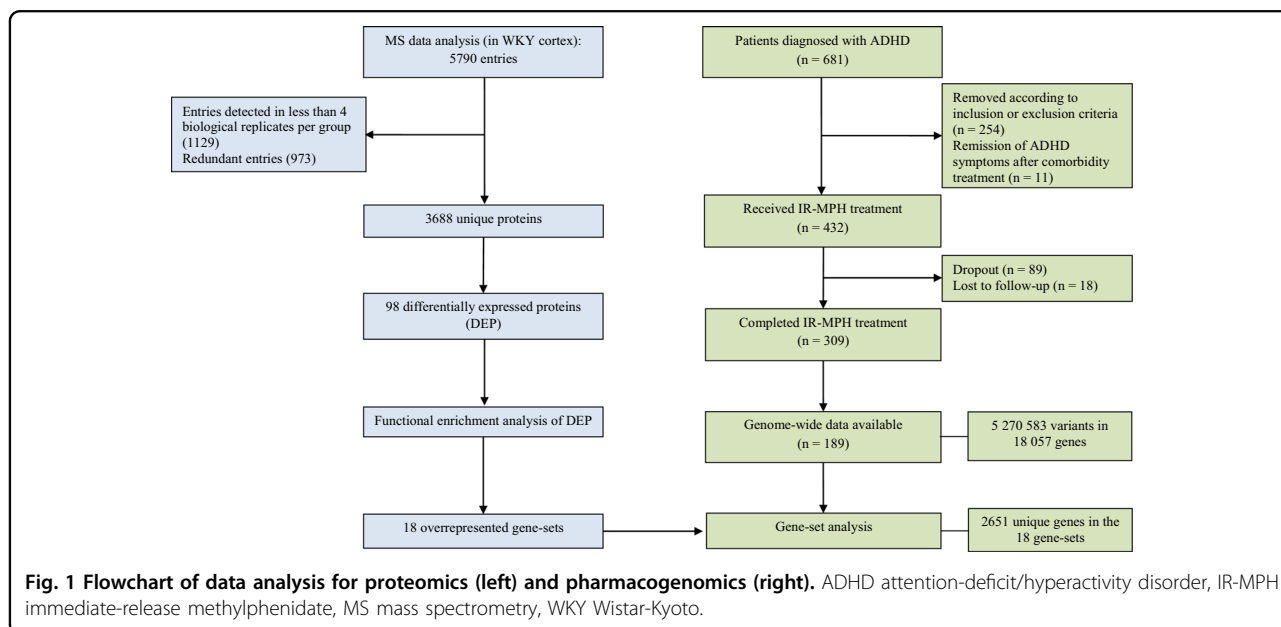 MS data analysis (in WKY cortex):
5790 entries
Entries detected in less than 4
biological replicates per group
(1129)
Redundant entries (973)
3688 unique proteins
98 differentially expressed proteins
(DEP)
Functional enrichment analysis of DEP
18 overrepresented gene-sets
Patients diagnosed with ADHD
(n = 681)
Removed according to
inclusion or exclusion criteria
(n = 254)
Remission of ADHD
symptoms after comorbidity
treatment (n = 11)
Received IR-MPH treatment
(n = 432)
Dropout (n = 89)
Lost to follow-up (n = 18)
Completed IR-MPH treatment
(n = 309)
Genome-wide data available
(n = 189)
5 270 583 variants in
18 057 genes
Gene-set analysis
2651 unique genes in the
18 gene-sets
Fig. 1 Flowchart of data analysis for proteomics (left) and pharmacogenomics (right). ADHD attention-deficit/hyperactivity disorder, IR-MPH
immediate-release methylphenidate, MS mass spectrometry, WKY Wistar-Kyoto.